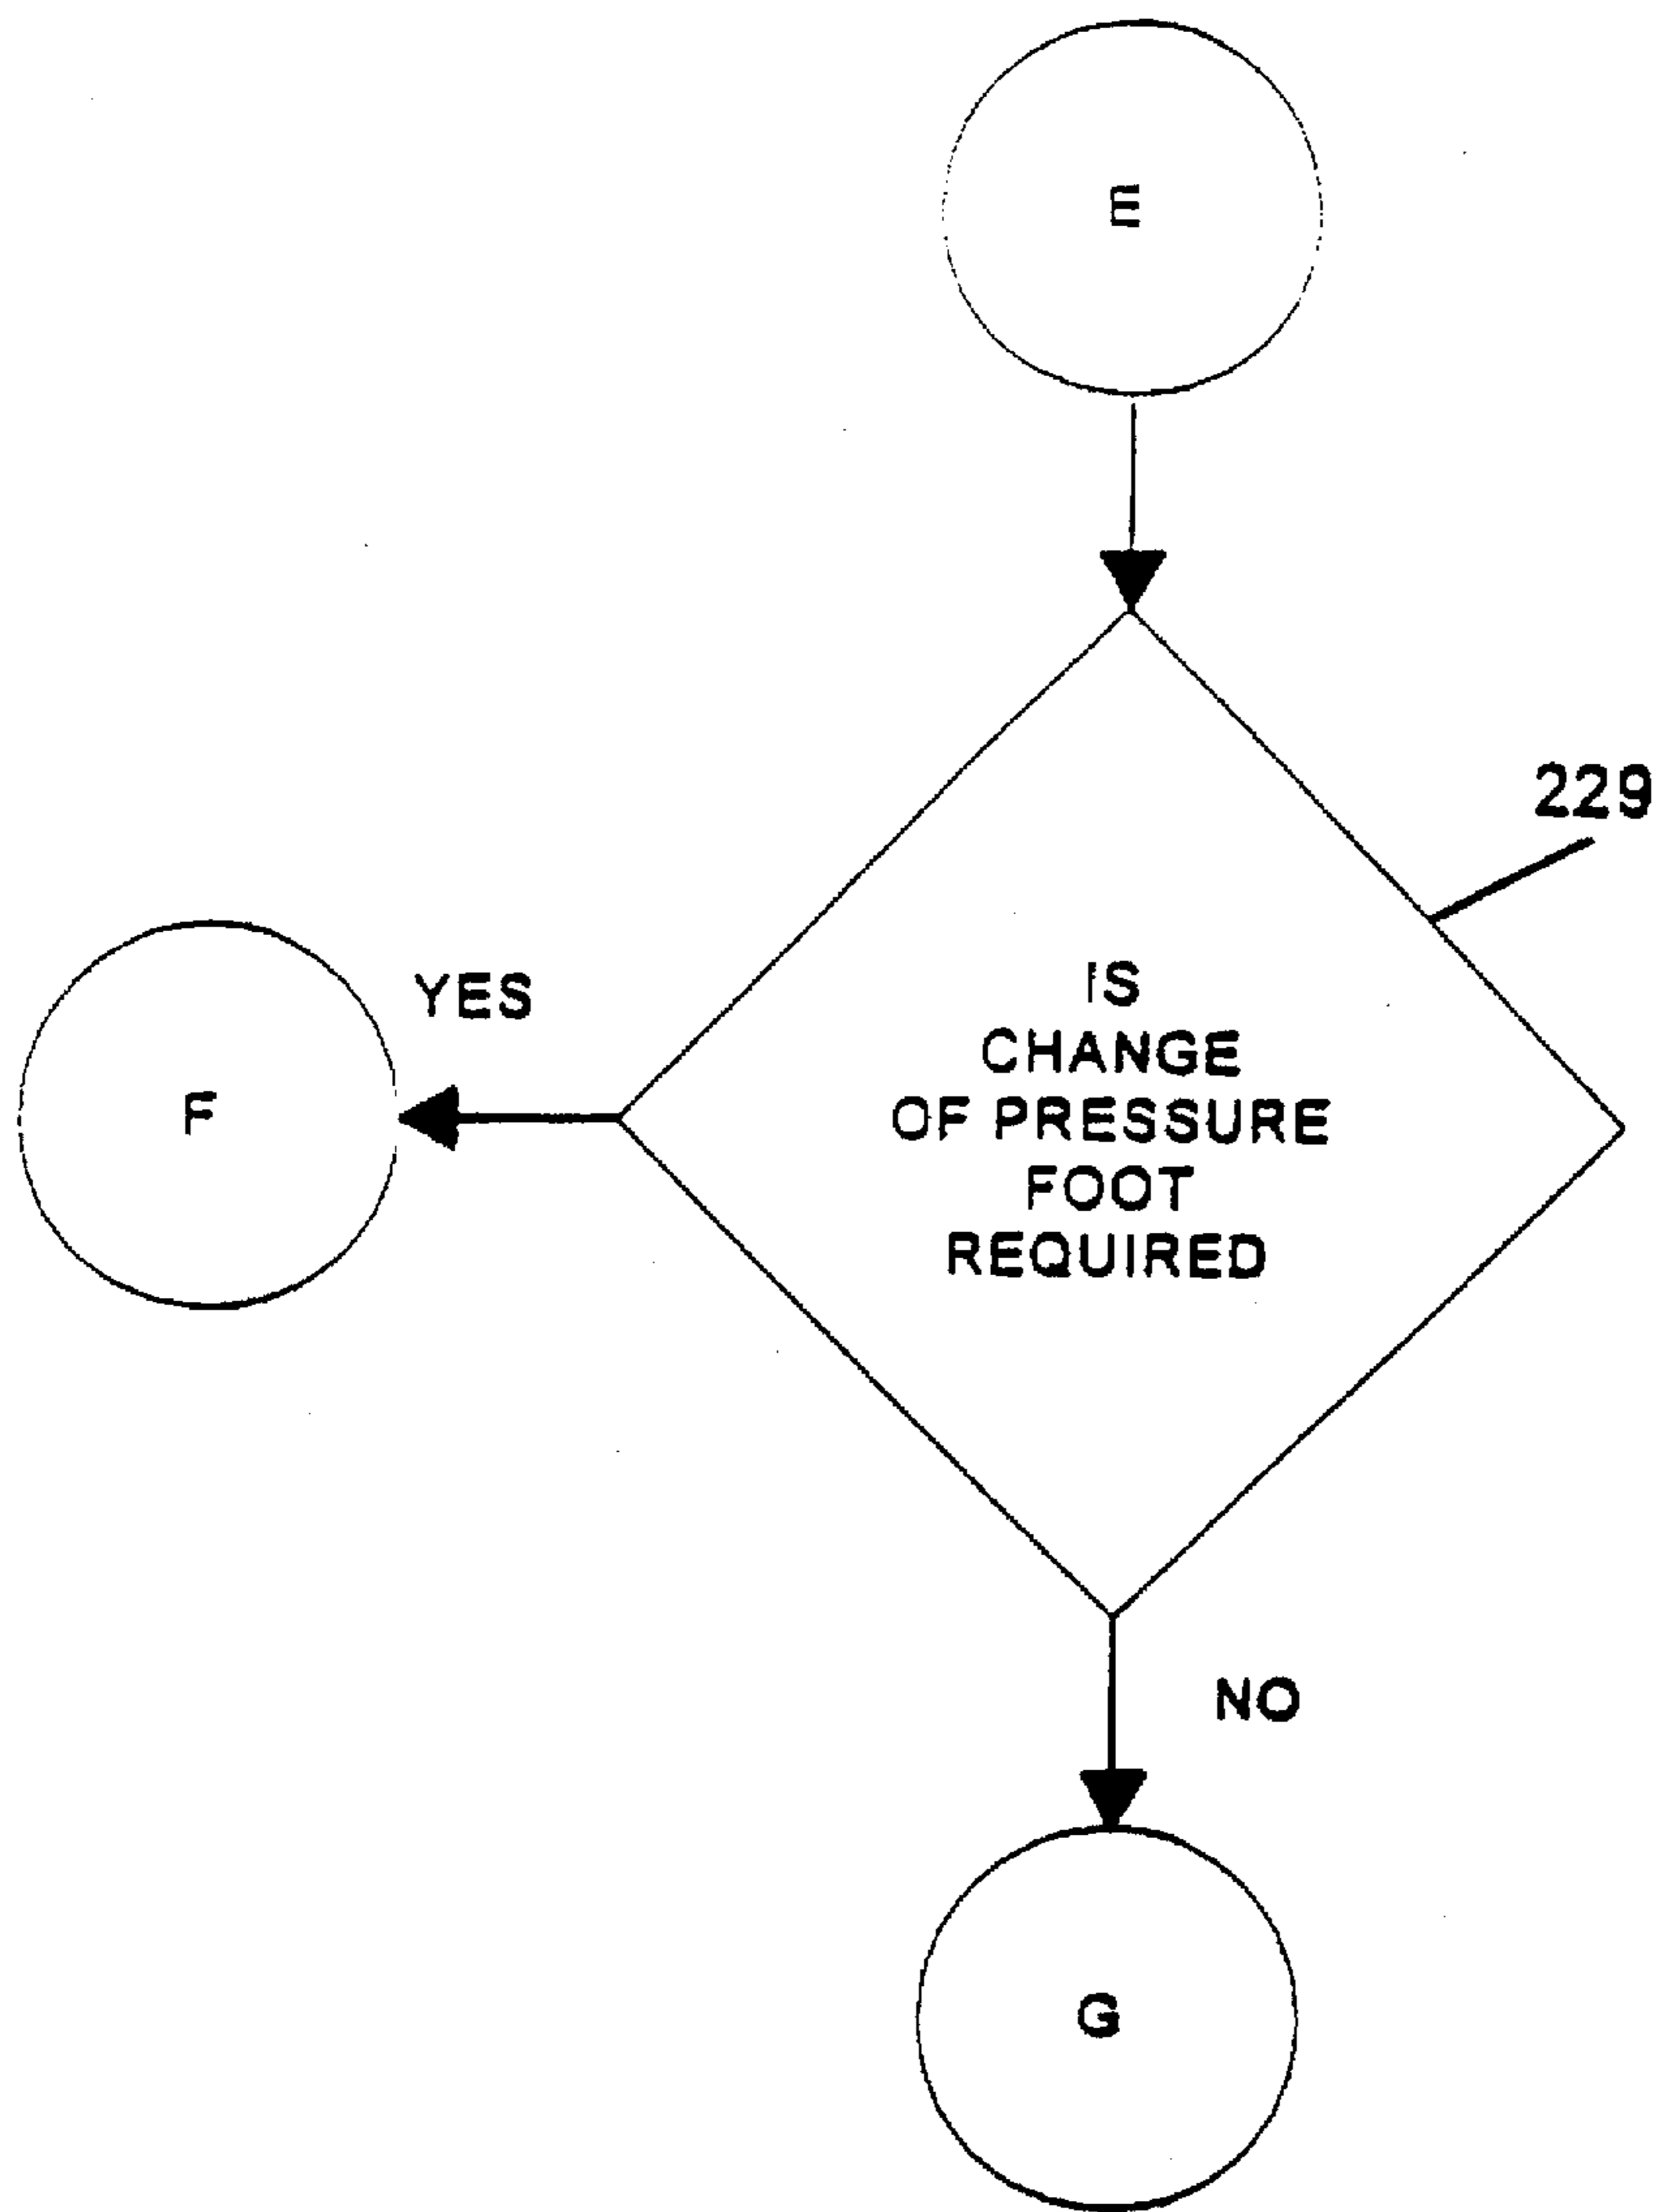 E
229
IS
CHANGE
OF PRESSURE
FOOT
REQUIRED
YES
F
NO
G